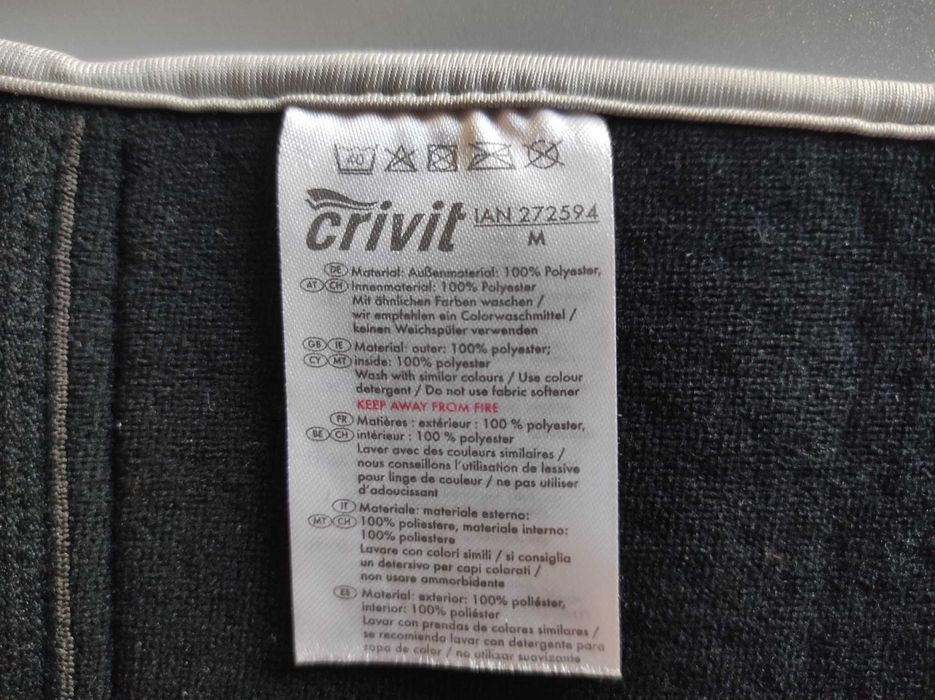 40
crivit IAN 272594
M
DE Material: Außenmaterial: 100% Polyester,
AT CH Innenmaterial: 100% Polyester
Mit ähnlichen Farben waschen /
wir empfehlen ein Colorwaschmittel /
keinen Weichspüler verwenden
GB IE Material: outer: 100% polyester;
CY MT inside: 100% polyester
Wash with similar colours / Use colour
detergent / Do not use fabric softener
KEEP AWAY FROM FIRE
FR Matières : extérieur : 100 % polyester,
BE CH intérieur : 100 % polyester
Laver avec des couleurs similaires /
nous conseillons l'utilisation de lessive
pour linge de couleur / ne pas utiliser
d'adoucissant
IT Materiale: materiale esterno:
MT CH 100% poliestere, materiale interno:
100% poliestere
Lavare con colori simili / si consiglia
un detersivo per capi colorati /
non usare ammorbidente
ES Material: exterior: 100% poliéster,
interior: 100% poliéster
Lavar con prendas de colores similares /
se recomienda lavar con detergente para
ropa de color / no utilizar suavizante